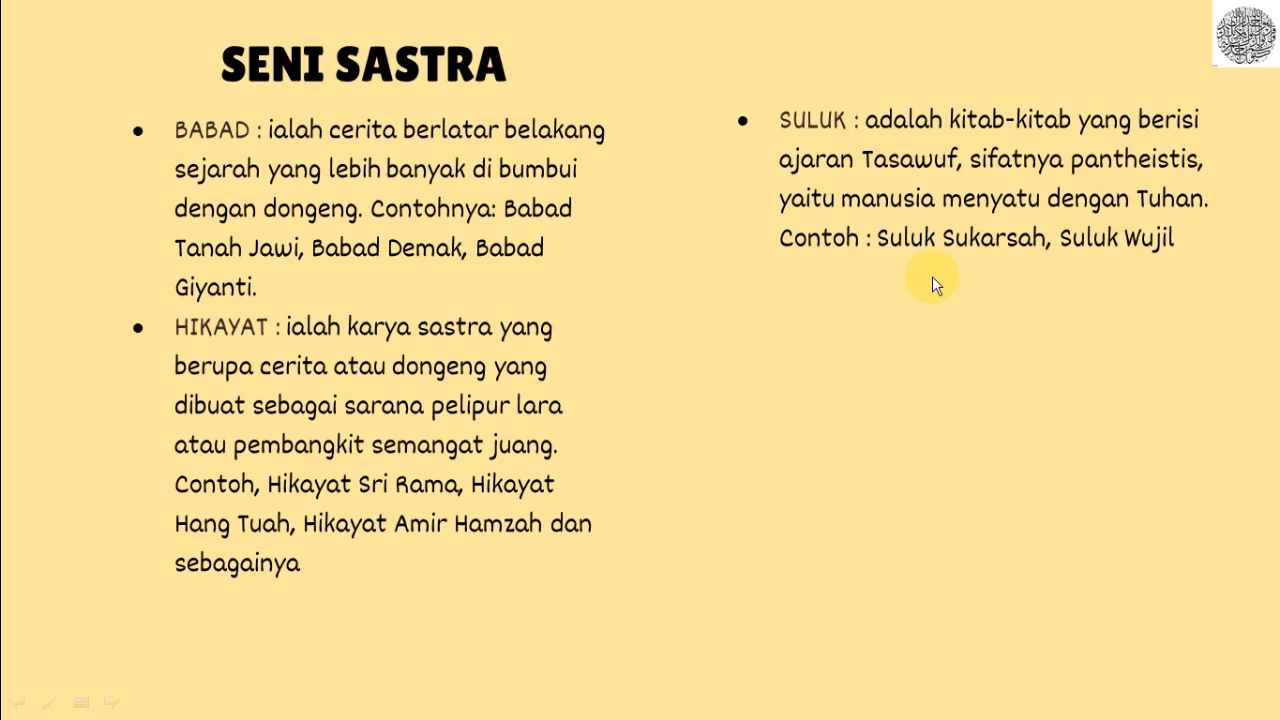 SENI SASTRA
• BABAD : ialah cerita berlatar belakang
sejarah yang lebih banyak di bumbui
dengan dongeng. Contohnya: Babad
Tanah Jawi, Babad Demak, Babad
Giyanti.
• HIKAYAT : ialah karya sastra yang
berupa cerita atau dongeng yang
dibuat sebagai sarana pelipur lara
atau pembangkit semangat juang.
Contoh, Hikayat Sri Rama, Hikayat
Hang Tuah, Hikayat Amir Hamzah dan
sebagainya
• SULUK : adalah kitab-kitab yang berisi
ajaran Tasawuf, sifatnya pantheistis,
yaitu manusia menyatu dengan Tuhan.
Contoh : Suluk Sukarsah, Suluk Wujil